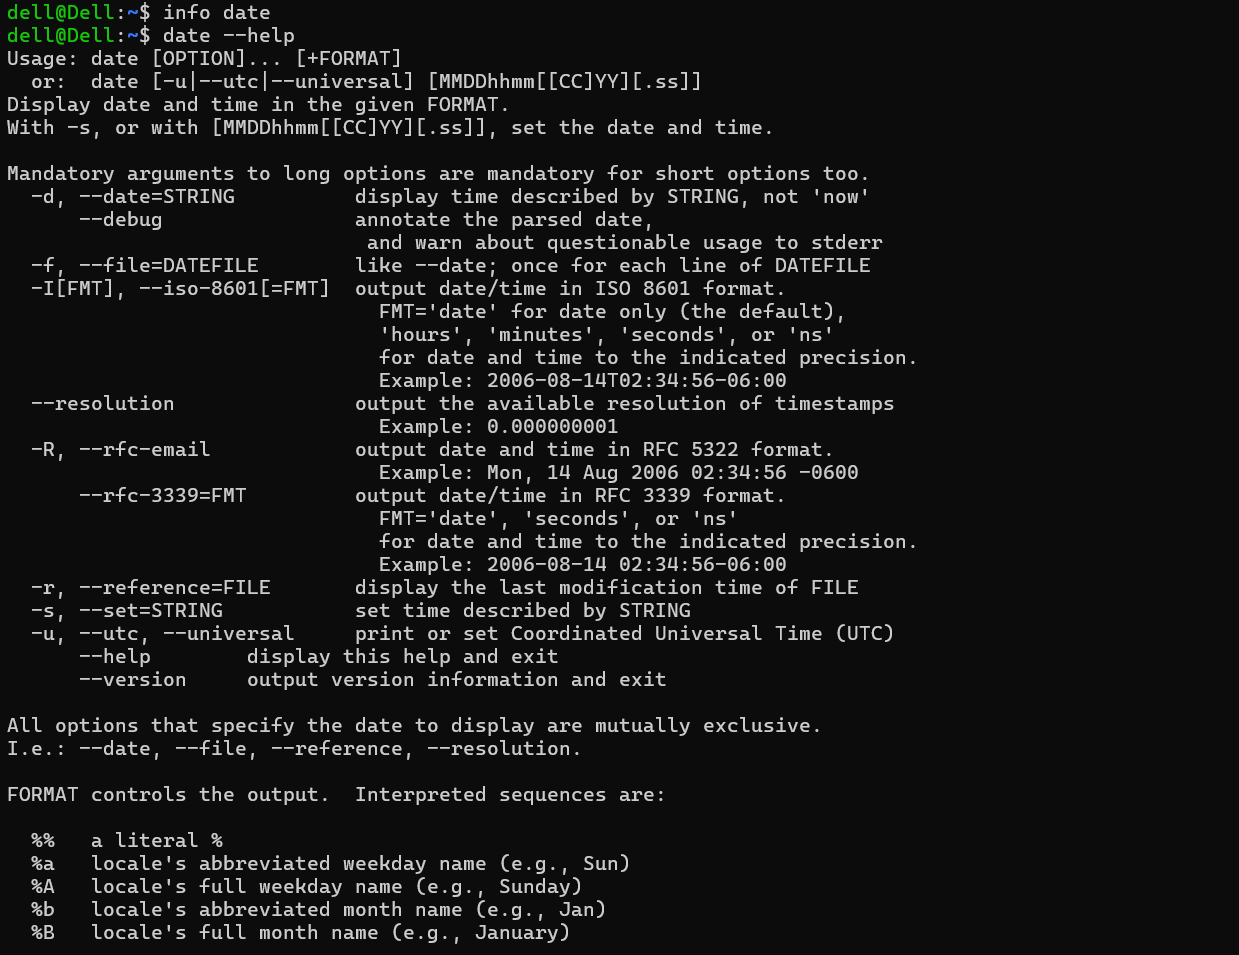 dell@Dell:~$ info date
dell@Dell:~$ date --help
Usage: date [OPTION]... [+FORMAT]
  or:  date [-u|--utc|--universal] [MMDDhhmm[[CC]YY][.ss]]
Display date and time in the given FORMAT.
With -s, or with [MMDDhhmm[[CC]YY][.ss]], set the date and time.

Mandatory arguments to long options are mandatory for short options too.
  -d, --date=STRING          display time described by STRING, not 'now'
      --debug                annotate the parsed date,
                              and warn about questionable usage to stderr
  -f, --file=DATEFILE        like --date; once for each line of DATEFILE
  -I[FMT], --iso-8601[=FMT]  output date/time in ISO 8601 format.
                               FMT='date' for date only (the default),
                               'hours', 'minutes', 'seconds', or 'ns'
                               for date and time to the indicated precision.
                               Example: 2006-08-14T02:34:56-06:00
  --resolution               output the available resolution of timestamps
                               Example: 0.000000001
  -R, --rfc-email            output date and time in RFC 5322 format.
                               Example: Mon, 14 Aug 2006 02:34:56 -0600
      --rfc-3339=FMT         output date/time in RFC 3339 format.
                               FMT='date', 'seconds', or 'ns'
                               for date and time to the indicated precision.
                               Example: 2006-08-14 02:34:56-06:00
  -r, --reference=FILE       display the last modification time of FILE
  -s, --set=STRING           set time described by STRING
  -u, --utc, --universal     print or set Coordinated Universal Time (UTC)
      --help        display this help and exit
      --version     output version information and exit

All options that specify the date to display are mutually exclusive.
I.e.: --date, --file, --reference, --resolution.

FORMAT controls the output.  Interpreted sequences are:

  %%   a literal %
  %a   locale's abbreviated weekday name (e.g., Sun)
  %A   locale's full weekday name (e.g., Sunday)
  %b   locale's abbreviated month name (e.g., Jan)
  %B   locale's full month name (e.g., January)